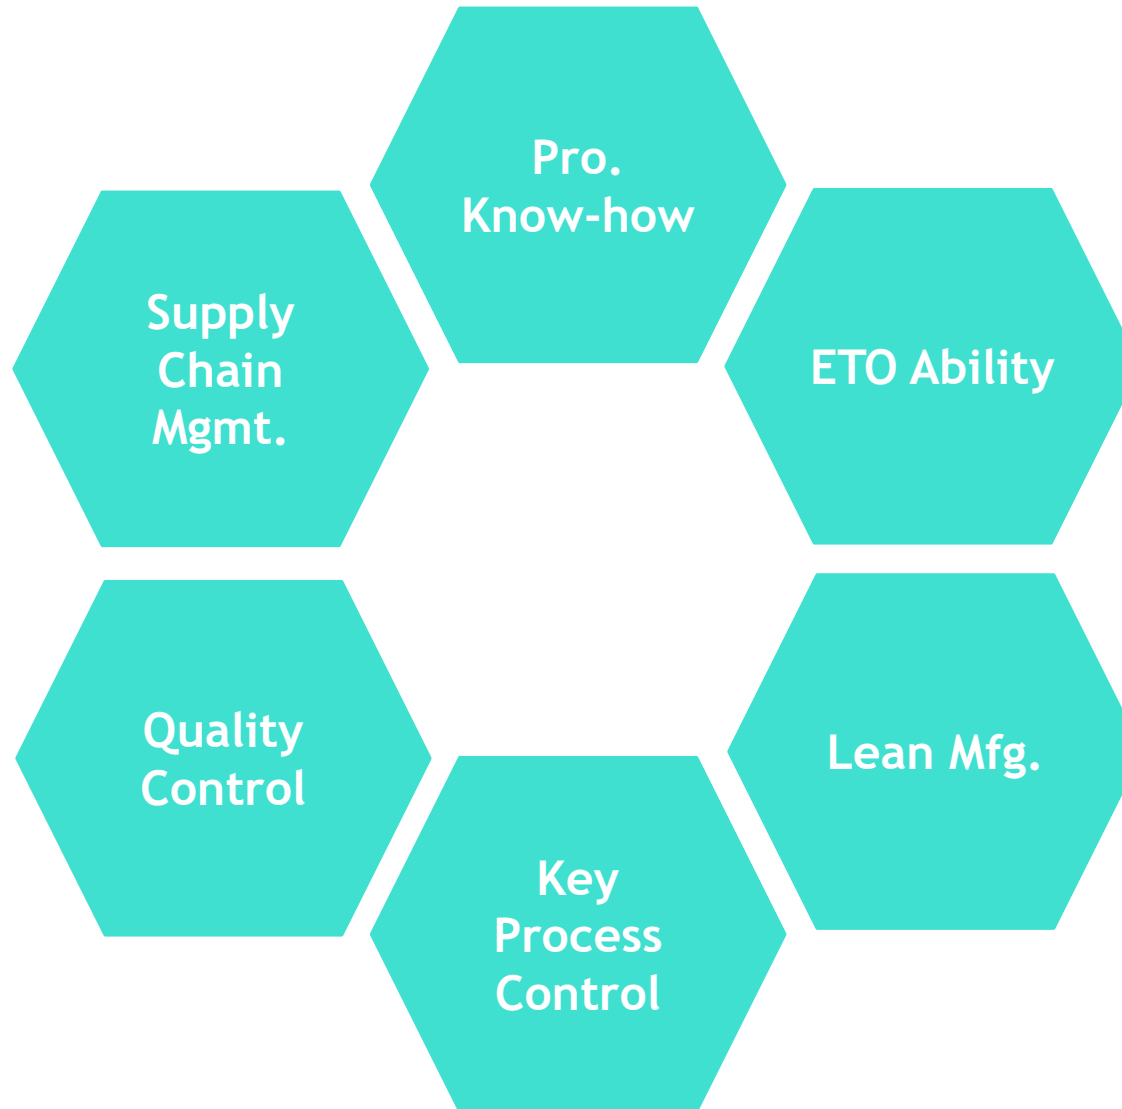 Pro.
Know-how
Supply
Chain
Mgmt.
ETO Ability
Quality
Control
Lean Mfg.
Key
Process
Control